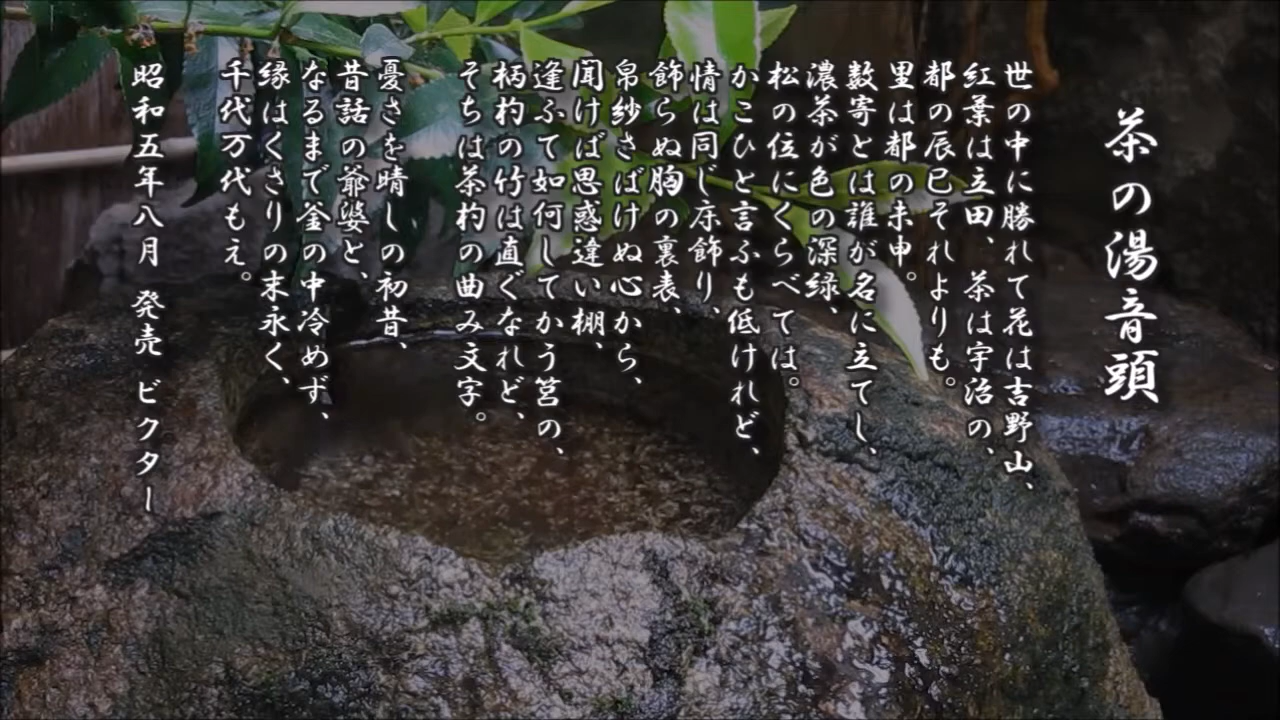 茶の湯音頭
世の中に勝れて花は吉野山、
紅葉は立田、茶は宇治の、
都の辰巳それよりも。
里は都の未申。
数寄とは誰が名に立てし、
濃茶が色の深緑、
松の位にくらべては。
かこひと言ふも低けれど、
情は同じ床飾り、
飾らぬ胸の裏表、
帛紗さばけぬ心から、
聞けば思惑違い棚、
逢ふて如何してかう筥の、
柄杓の竹は直ぐなれど、
そちは茶杓の曲み文字。
憂さを晴しの初昔、
昔話の爺婆と、
なるまで釜の中冷めず、
縁はくさりの末永く、
千代万代もえ。
昭和五年八月 発売 ビクター